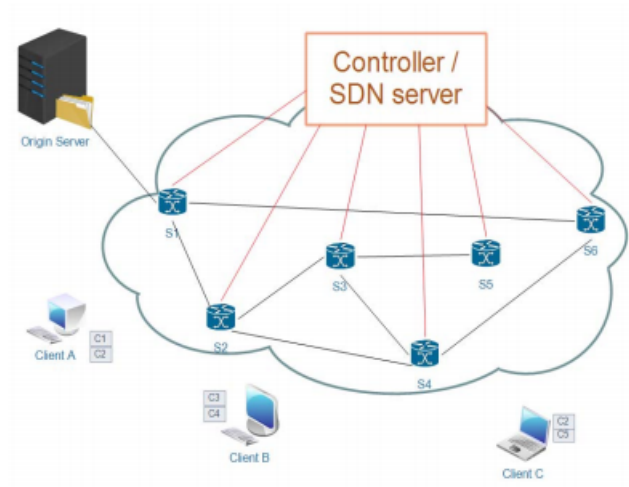 Controller /
SDN server
Origin Server
S1
S6
S3
S5
S2
S4
Client A
C1
C2
C3
C4
Client B
C2
C5
Client C